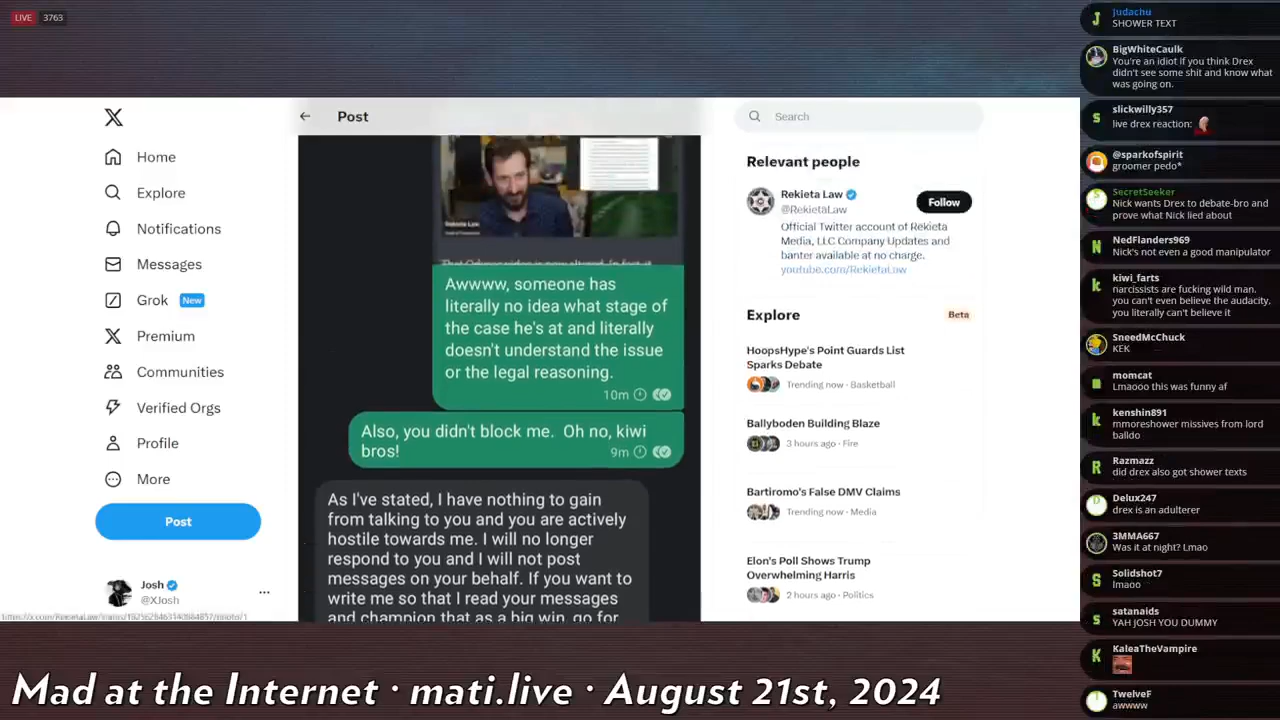 LIVE 3763
X
Home
Explore
Notifications
Messages
Grok New
Premium
Communities
Verified Orgs
Profile
More
Post
Josh
@XJosh
Post
Rekieta Law
Awwww, someone has
literally no idea what stage of
the case he's at and literally
doesn't understand the issue
or the legal reasoning.
10m
Also, you didn't block me. Oh no, kiwi
bros!
9m
As I've stated, I have nothing to gain
from talking to you and you are actively
hostile towards me. I will no longer
respond to you and I will not post
messages on your behalf. If you want to
write me so that I read your messages
and champion that as a big win, go for
Search
Relevant people
Rekieta Law
@RekietaLaw
Follow
Official Twitter account of Rekieta
Media, LLC Company Updates and
banter available at no charge.
youtube.com/RekietaLaw
Explore
Beta
HoopsHype's Point Guards List
Sparks Debate
Trending now · Basketball
Ballyboden Building Blaze
3 hours ago · Fire
Bartiromo's False DMV Claims
Trending now · Media
Elon's Poll Shows Trump
Overwhelming Harris
2 hours ago · Politics
Judachu
SHOWER TEXT
BigWhiteCaulk
You're an idiot if you think Drex
didn't see some shit and know what
was going on.
slickwilly357
live drex reaction:
@sparkofspirit
groomer pedo*
SecretSeeker
Nick wants Drex to debate-bro and
prove what Nick lied about
NedFlanders969
Nick's not even a good manipulator
kiwi_farts
narcissists are fucking wild man.
you can't even believe the audacity,
you literally can't believe it
SneedMcChuck
KEK
momcat
Lmaooo this was funny af
kenshin891
mmoreshower missives from lord
balldo
Razmazz
did drex also got shower texts
Delux247
drex is an adulterer
3MMA667
Was it at night? Lmao
Solidshot7
lmaoo
satanaids
YAH JOSH YOU DUMMY
KaleaTheVampire
TwelveF
awwww
Mad at the Internet · mati.live · August 21st, 2024